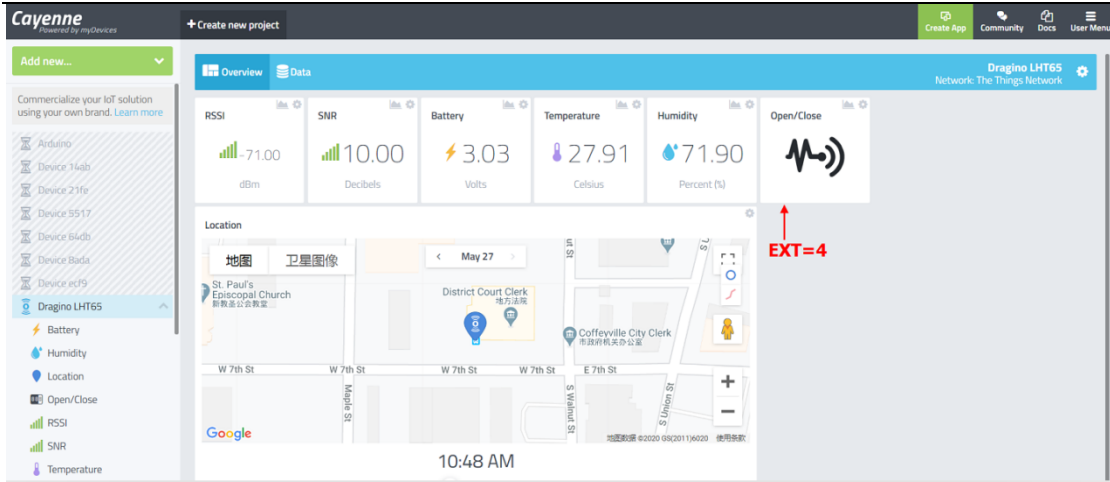 Cayenne
Powered by myDevices
+ Create new project
Create App
Community
Docs
User Menu
Add new...
Commercialize your IoT solution
using your own brand. Learn more
Arduino
Device 14ab
Device 21fe
Device 5517
Device 64db
Device 8ada
Device ecf9
Dragino LHT65
Battery
Humidity
Location
Open/Close
RSSI
SNR
Temperature
Overview
Data
Dragino LHT65
Network: The Things Network
RSSI
-71.00
dBm
SNR
10.00
Decibels
Battery
3.03
Volts
Temperature
27.91
Celsius
Humidity
71.90
Percent (%)
Open/Close
EXT=4
Location
地图
卫星图像
May 27
St. Paul's
Episcopal Church
新教圣公会教堂
District Court Clerk
地方法院
Coffeyville City Clerk
市政府机关办公室
W 7th St
W 7th St
W 7th St
W 7th St
E 7th St
Maple St
S Walnut St
S Union St
Google
地图数据 ©2020 GS(2011)6020
使用条款
10:48 AM